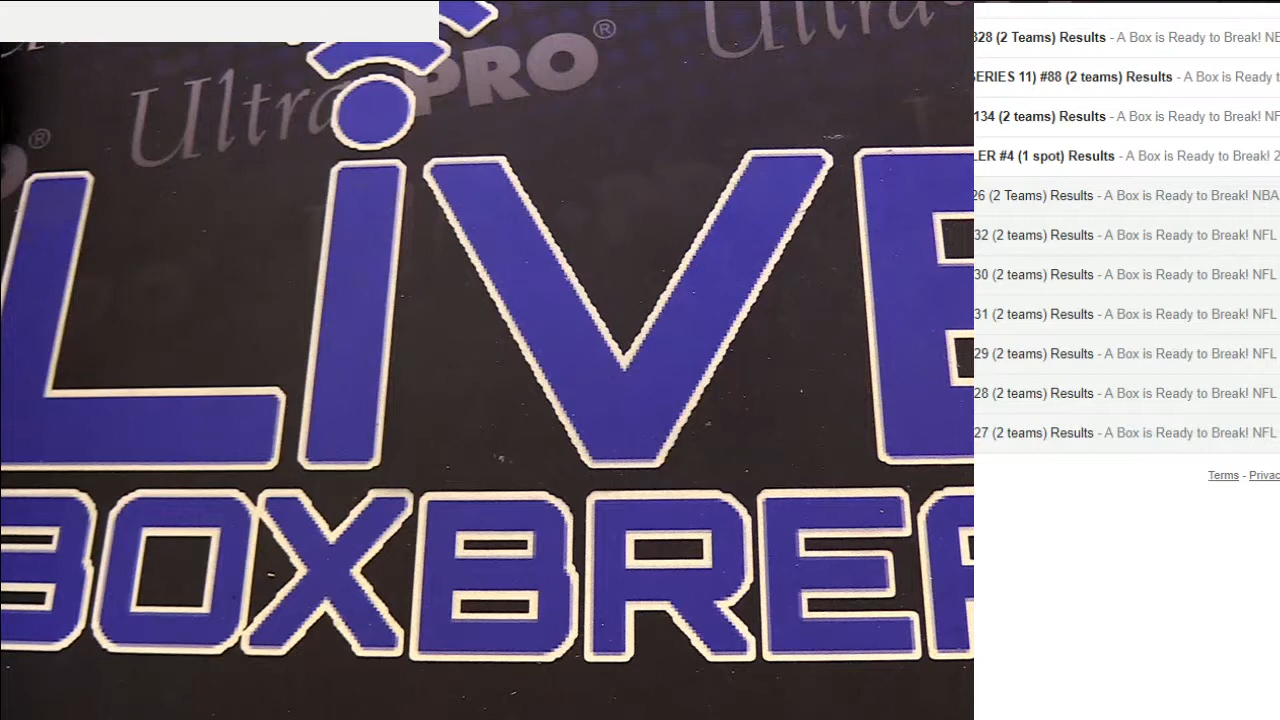 Ultra PRO®
Ultra
®
LiVE
BOXBREA
328 (2 Teams) Results - A Box is Ready to Break! NB
SERIES 11) #88 (2 teams) Results - A Box is Ready t
134 (2 teams) Results - A Box is Ready to Break! NF
LER #4 (1 spot) Results - A Box is Ready to Break! 2
26 (2 Teams) Results - A Box is Ready to Break! NBA
32 (2 teams) Results - A Box is Ready to Break! NFL
30 (2 teams) Results - A Box is Ready to Break! NFL
31 (2 teams) Results - A Box is Ready to Break! NFL
29 (2 teams) Results - A Box is Ready to Break! NFL
28 (2 teams) Results - A Box is Ready to Break! NFL
27 (2 teams) Results - A Box is Ready to Break! NFL
Terms - Privac